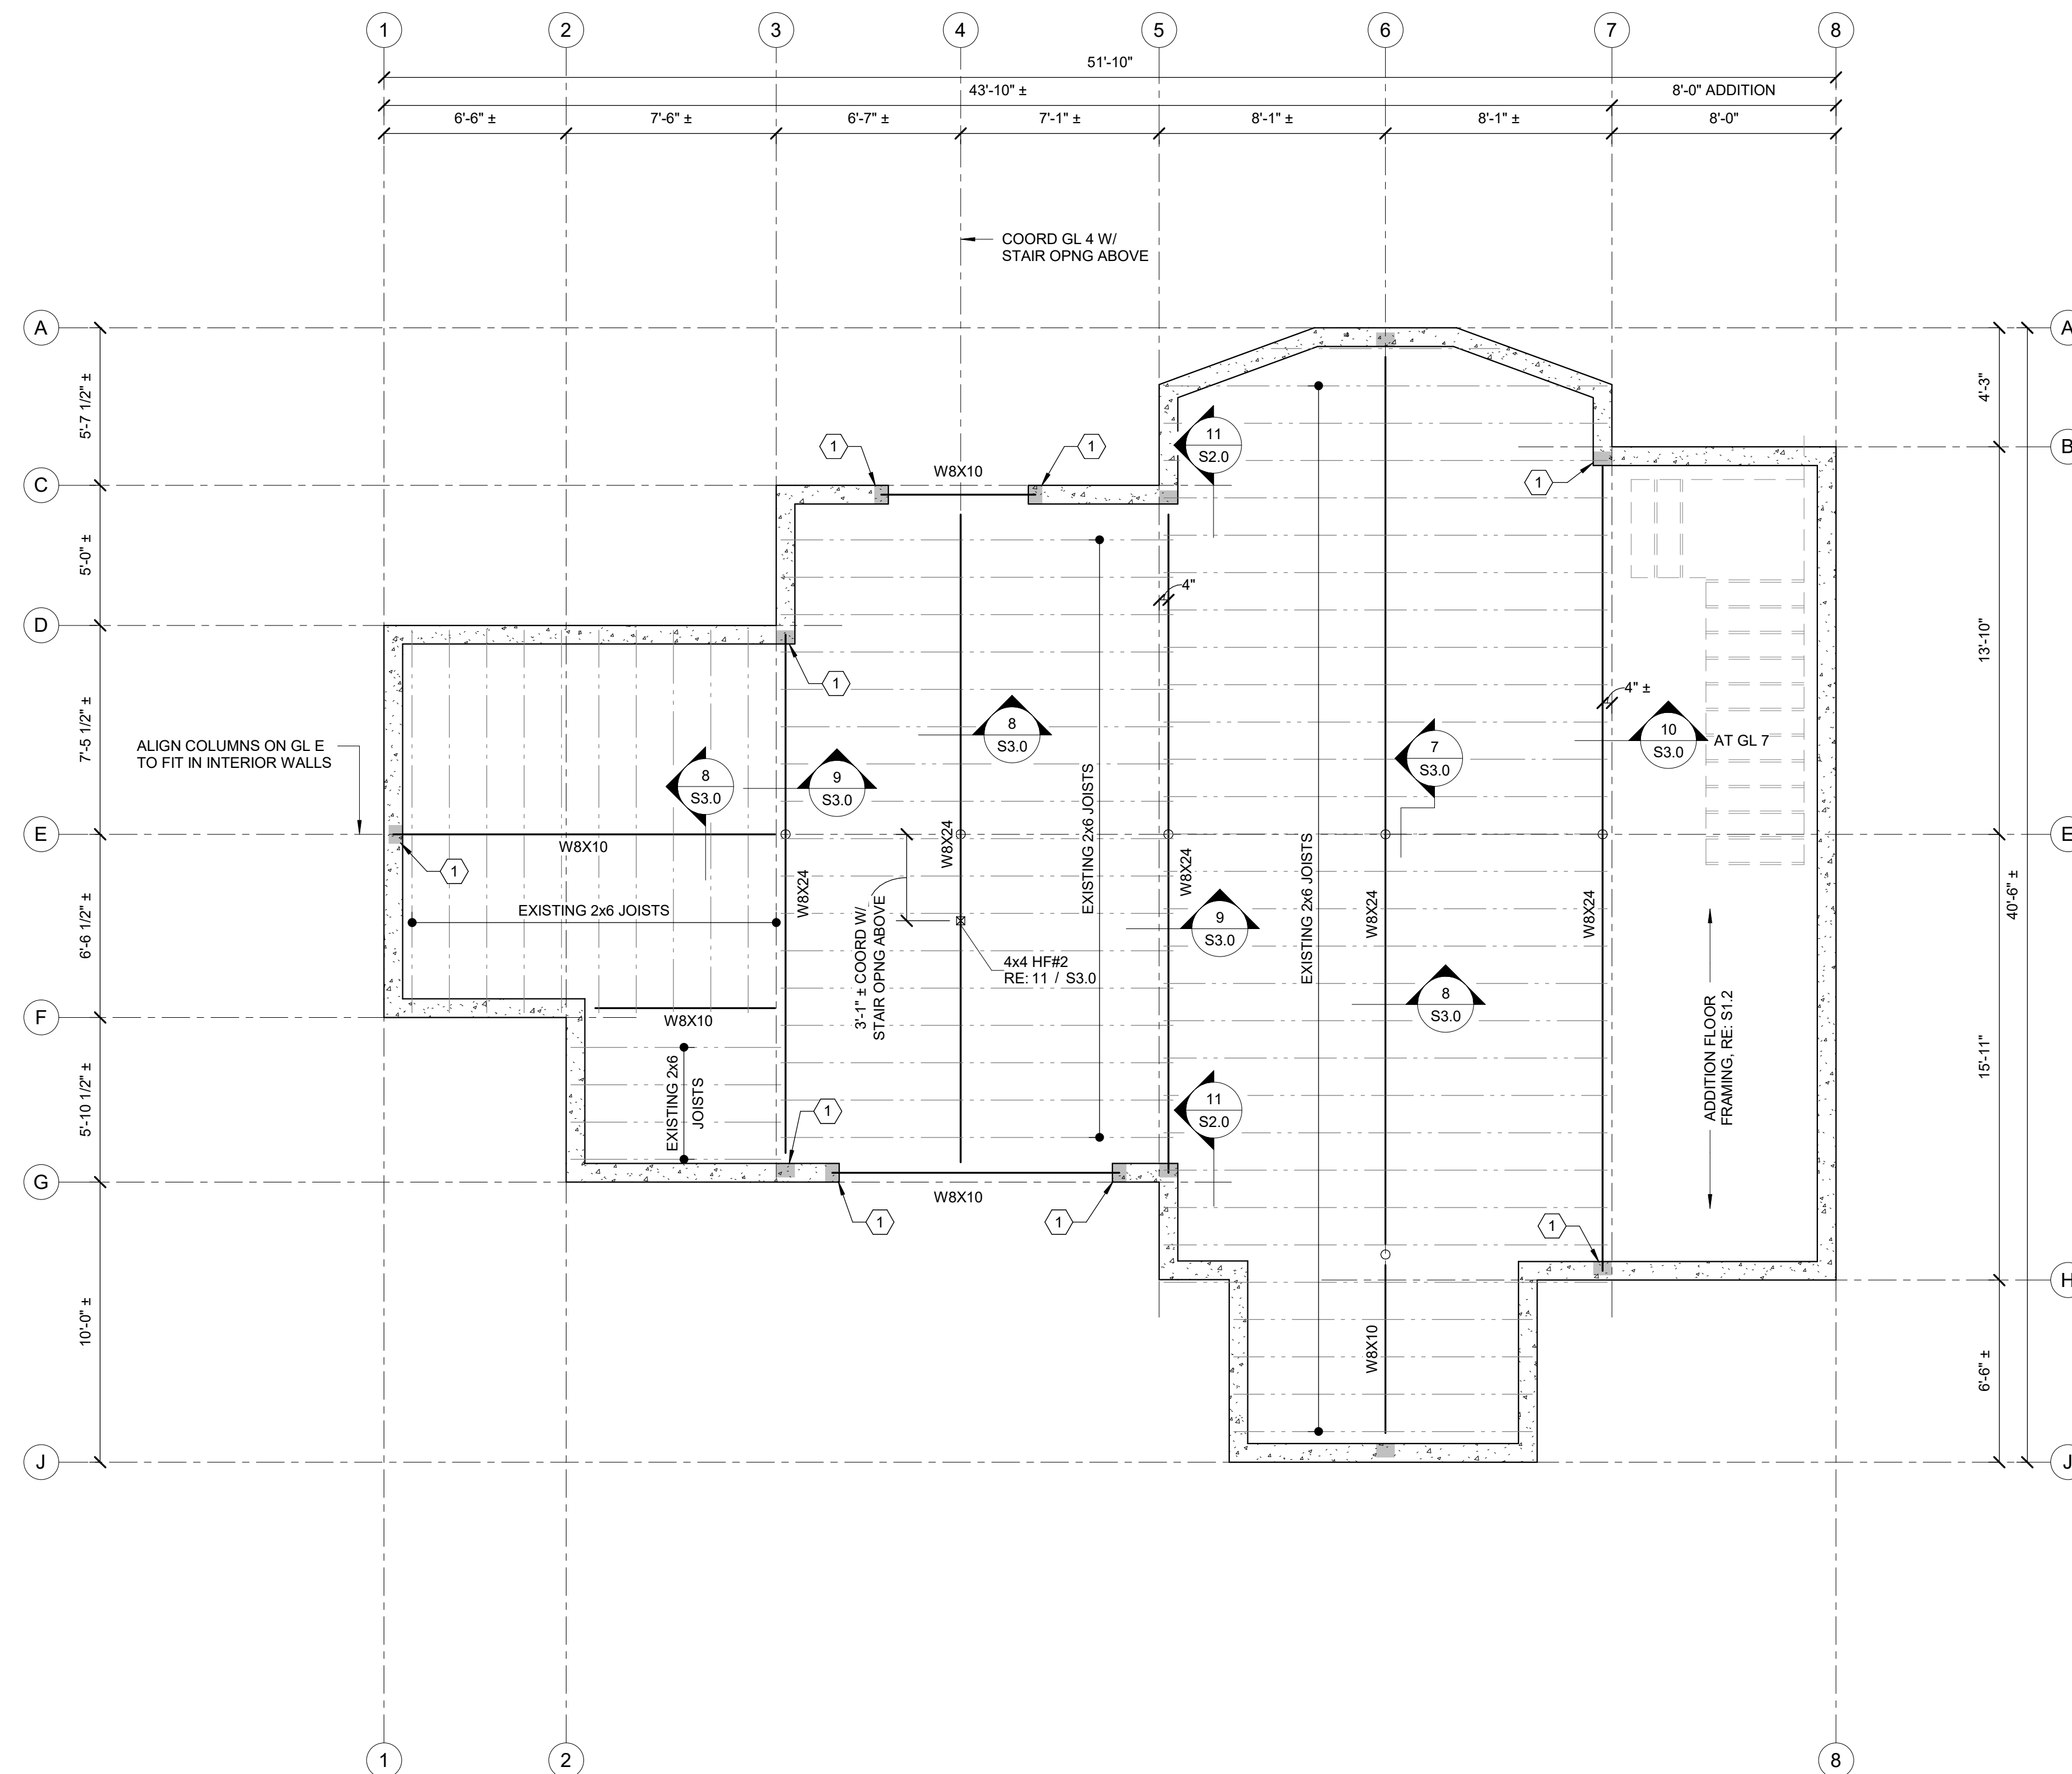 1
2
3
4
5
6
7
8
51'-10"
43'-10" ±
8'-0" ADDITION
6'-6" ±
7'-6" ±
6'-7" ±
7'-1" ±
8'-1" ±
8'-1" ±
8'-0"
COORD GL 4 W/
STAIR OPNG ABOVE
A
A
5'-7 1/2" ±
4'-3"
11
S2.0
1
1
B
W8X10
C
1
5'-0" ±
4"
D
13'-10"
1
4" ±
7'-5 1/2" ±
ALIGN COLUMNS ON GL E
TO FIT IN INTERIOR WALLS
8
S3.0
10
S3.0
AT GL 7
7
S3.0
8
S3.0
9
S3.0
E
E
W8X10
W8X24
W8X24
W8X24
EXISTING 2x6 JOISTS
1
40'-6" ±
EXISTING 2x6 JOISTS
EXISTING 2x6 JOISTS
W8X24
W8X24
6'-6 1/2" ±
9
S3.0
3'-1" ± COORD W/
STAIR OPNG ABOVE
4x4 HF#2
RE: 11 / S3.0
8
S3.0
F
W8X10
ADDITION FLOOR
FRAMING, RE: S1.2
15'-11"
5'-10 1/2" ±
EXISTING 2x6
JOISTS
1
11
S2.0
G
W8X10
1
1
1
H
10'-0" ±
W8X10
6'-6" ±
J
J
1
2
8